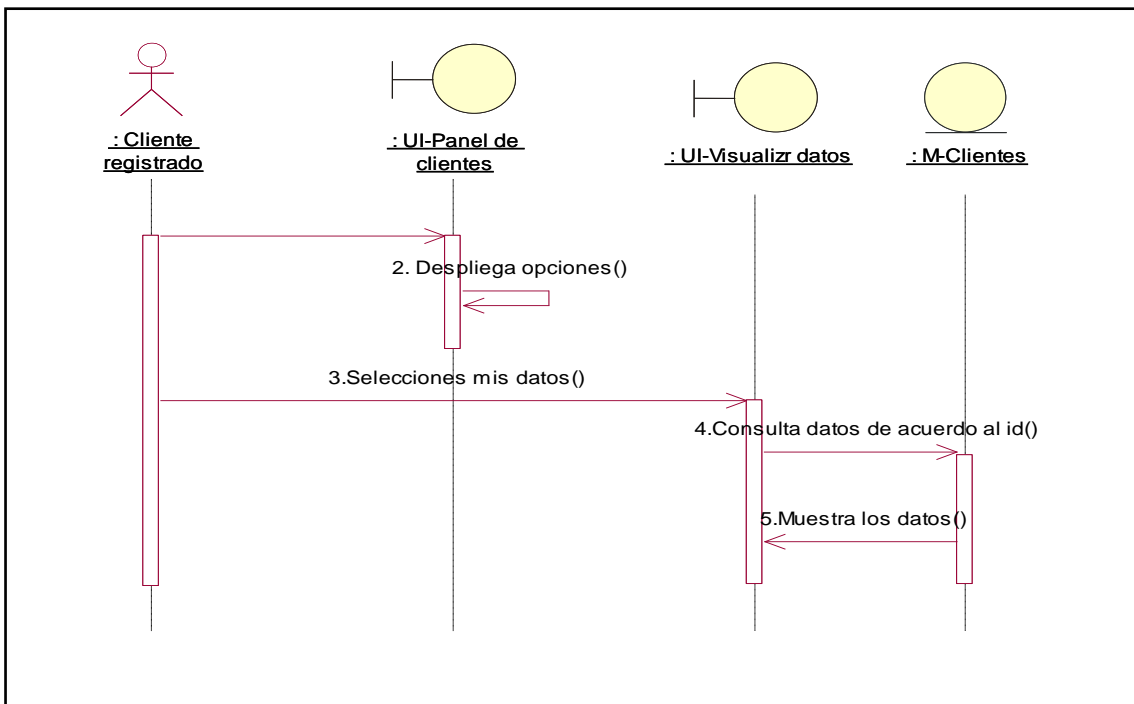 : Cliente
registrado
: UI-Panel de
clientes
: UI-Visualizr datos
: M-Clientes
2. Despliega opciones()
3.Selecciones mis datos()
4.Consulta datos de acuerdo al id()
5.Muestra los datos()